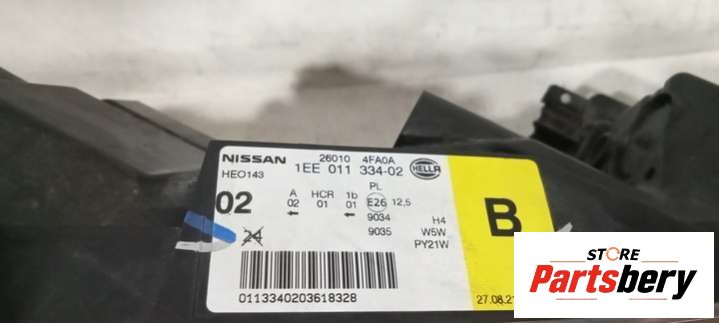 NISSAN 26010 4FA0A
HEO143 1EE 011 334-02 HELLA
PL
02 A HCR 1b E26 12,5
02 01 01
9034 H4
24 9035 W5W
PY21W
B
0113340203618328
27.08.2
STORE
Partsbery